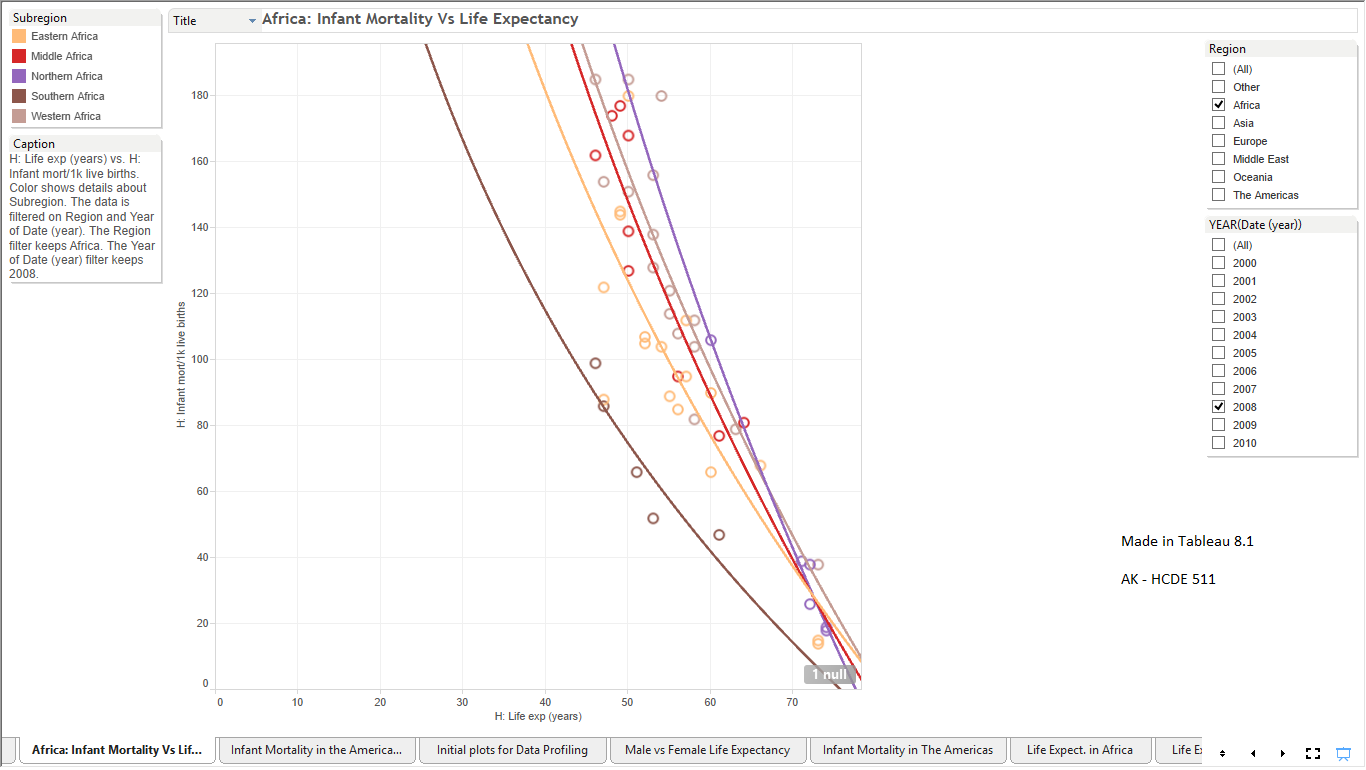 Subregion
Eastern Africa
Middle Africa
Northern Africa
Southern Africa
Western Africa
Caption
H: Life exp (years) vs. H:
Infant mort/1k live births.
Color shows details about
Subregion. The data is
filtered on Region and Year
of Date (year). The Region
filter keeps Africa. The Year
of Date (year) filter keeps
2008.
Title
Africa: Infant Mortality Vs Life Expectancy
H: Infant mort/1k live births
180
160
140
120
100
80
60
40
20
0
1 null
0 10 20 30 40 50 60 70
H: Life exp (years)
Region
(All)
Other
Africa
Asia
Europe
Middle East
Oceania
The Americas
YEAR(Date (year))
(All)
2000
2001
2002
2003
2004
2005
2006
2007
2008
2009
2010
Made in Tableau 8.1
AK - HCDE 511
Africa: Infant Mortality Vs Lif... Infant Mortality in the America... Initial plots for Data Profiling Male vs Female Life Expectancy Infant Mortality in The Americas Life Expect. in Africa Life